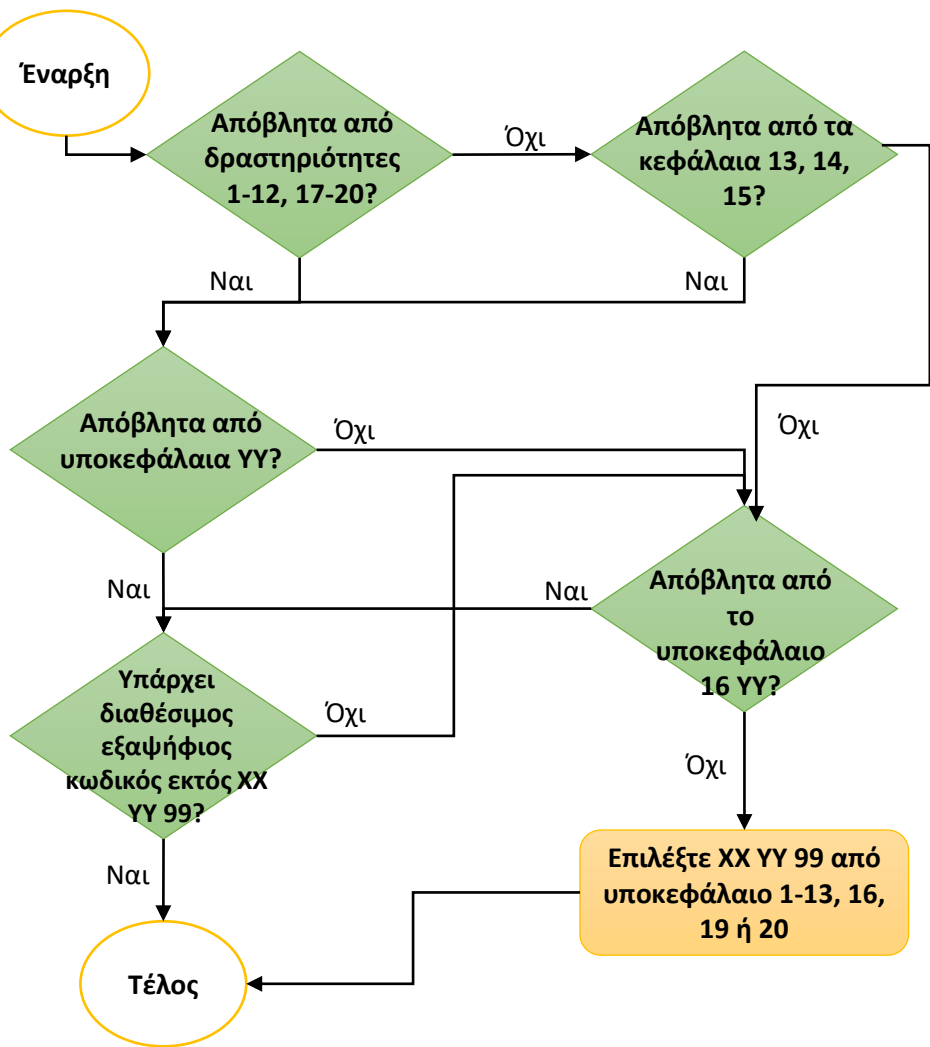 Έναρξη
Απόβλητα από
δραστηριότητες
1-12, 17-20?
Όχι
Απόβλητα από τα
κεφάλαια 13, 14,
15?
Ναι
Ναι
Απόβλητα από
υποκεφάλαια ΥΥ?
Όχι
Όχι
Ναι
Ναι
Απόβλητα από
το
υποκεφάλαιο
16 ΥΥ?
Υπάρχει
διαθέσιμος
εξαψήφιος
κωδικός εκτός ΧΧ
ΥΥ 99?
Όχι
Όχι
Ναι
Επιλέξτε ΧΧ ΥΥ 99 από
υποκεφάλαιο 1-13, 16,
19 ή 20
Τέλος